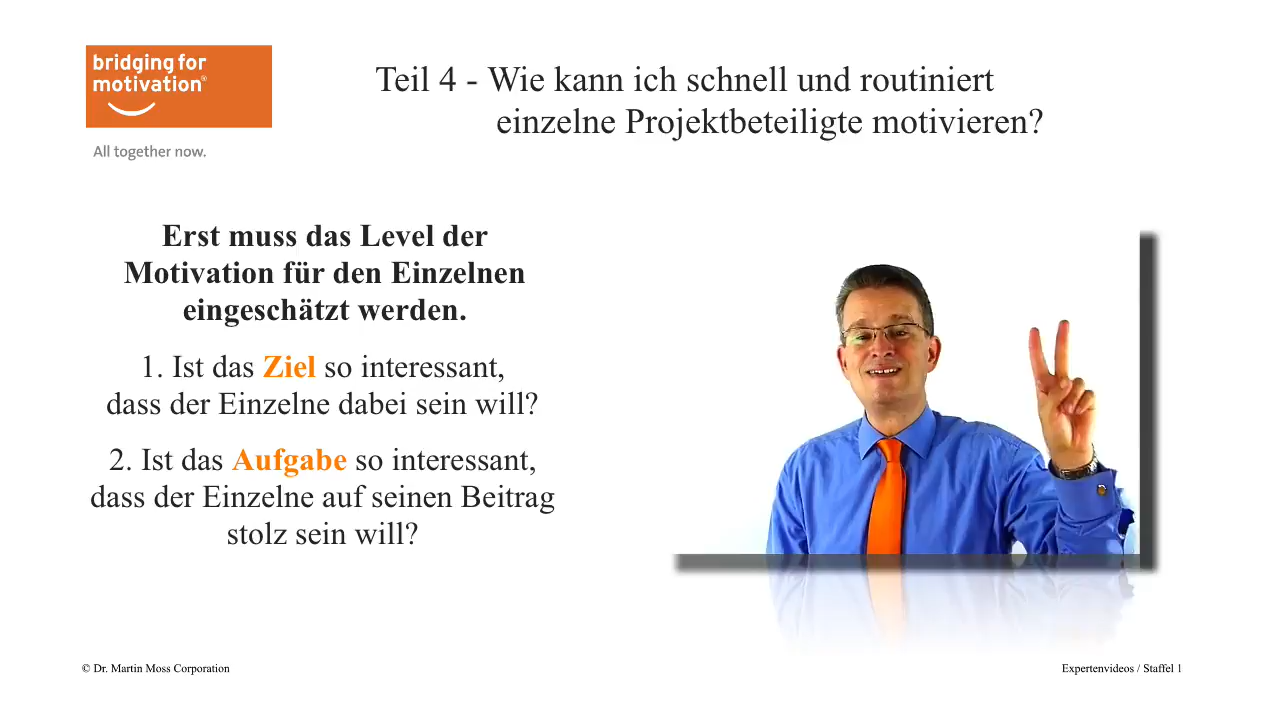 bridging for
motivation®
All together now.
Teil 4 - Wie kann ich schnell und routiniert
einzelne Projektbeteiligte motivieren?
Erst muss das Level der
Motivation für den Einzelnen
eingeschätzt werden.
1. Ist das Ziel so interessant,
dass der Einzelne dabei sein will?
2. Ist das Aufgabe so interessant,
dass der Einzelne auf seinen Beitrag
stolz sein will?
© Dr. Martin Moss Corporation
Expertenvideos / Staffel 1